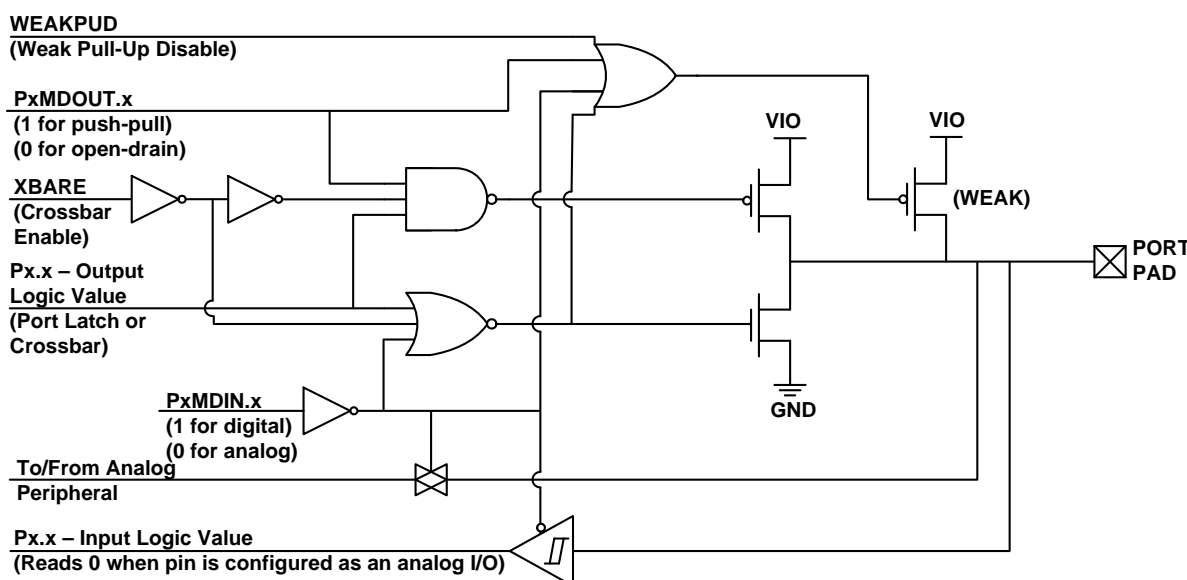 WEAKPUD
(Weak Pull-Up Disable)
PxMDOUT.x
(1 for push-pull)
(0 for open-drain)
VIO
VIO
XBARE
(Crossbar
Enable)
(WEAK)
PORT
PAD
Px.x – Output
Logic Value
(Port Latch or
Crossbar)
PxMDIN.x
(1 for digital)
(0 for analog)
GND
To/From Analog
Peripheral
Px.x – Input Logic Value
(Reads 0 when pin is configured as an analog I/O)